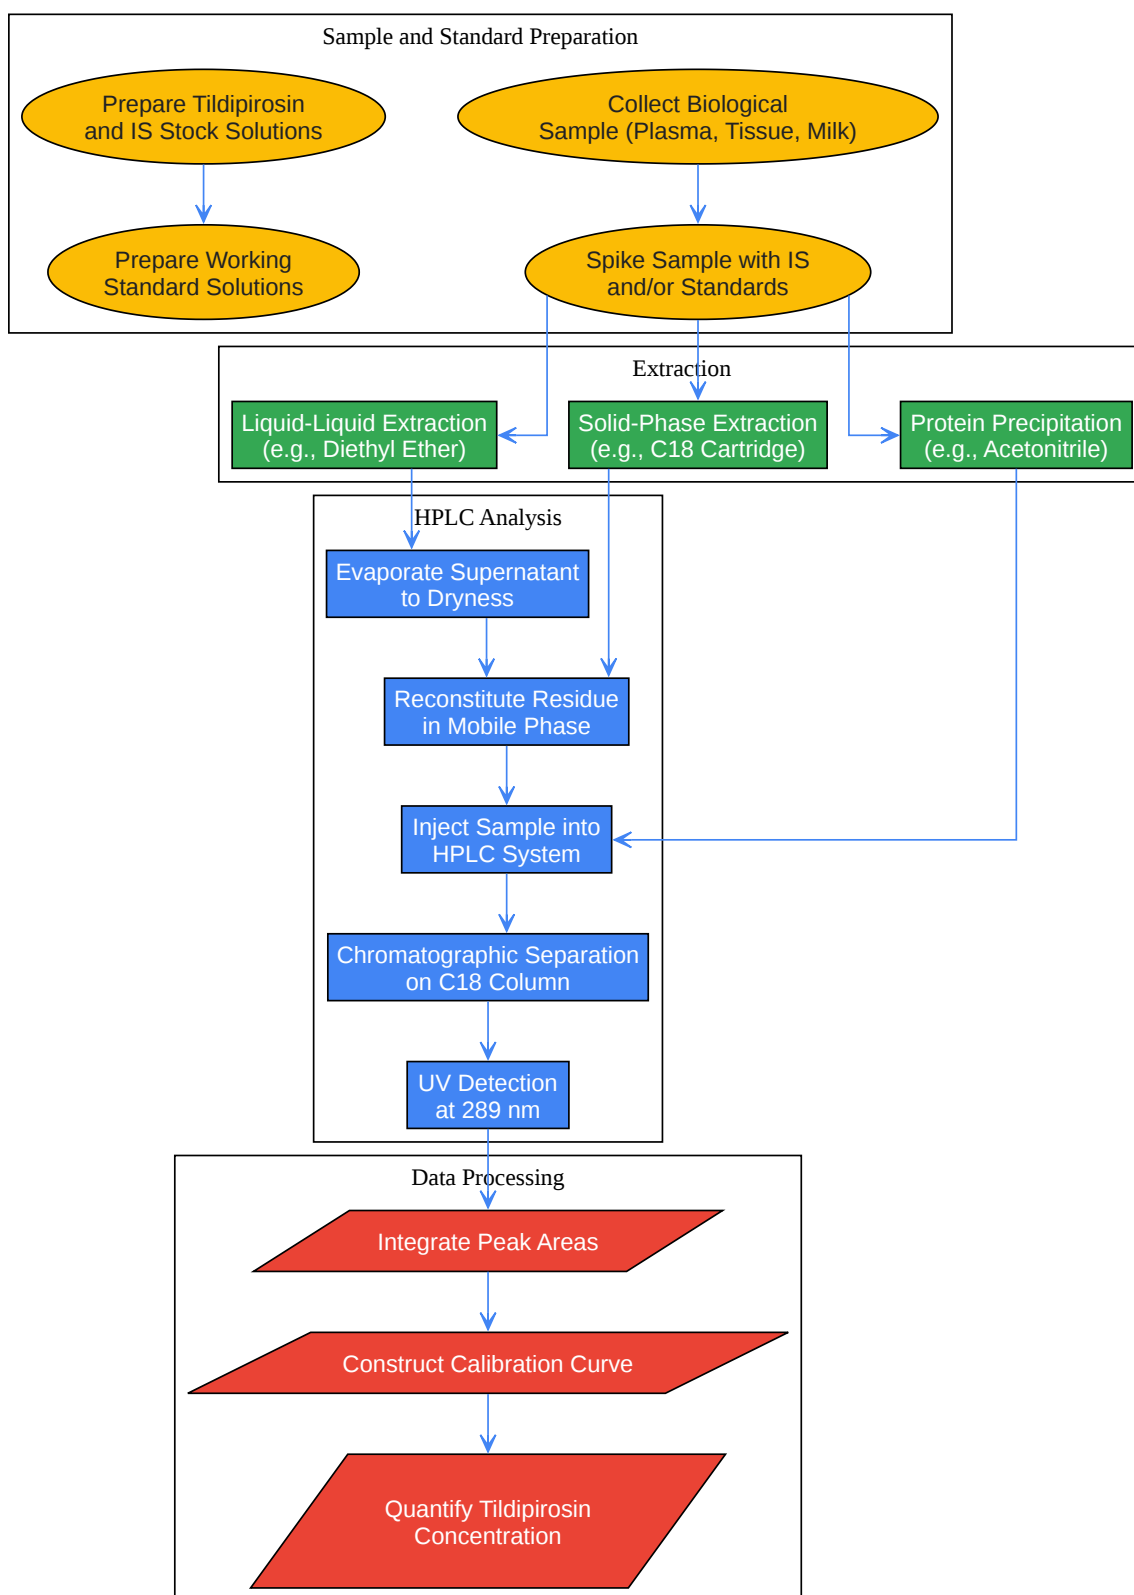 Sample and Standard Preparation
Prepare Tildipirosin
and IS Stock Solutions
Collect Biological
Sample (Plasma, Tissue, Milk)
Prepare Working
Standard Solutions
Spike Sample with IS
and/or Standards
Extraction
Liquid-Liquid Extraction
(e.g., Diethyl Ether)
Solid-Phase Extraction
(e.g., C18 Cartridge)
Protein Precipitation
(e.g., Acetonitrile)
HPLC Analysis
Evaporate Supernatant
to Dryness
Reconstitute Residue
in Mobile Phase
Inject Sample into
HPLC System
Chromatographic Separation
on C18 Column
UV Detection
at 289 nm
Data Processing
Integrate Peak Areas
Construct Calibration Curve
Quantify Tildipirosin
Concentration